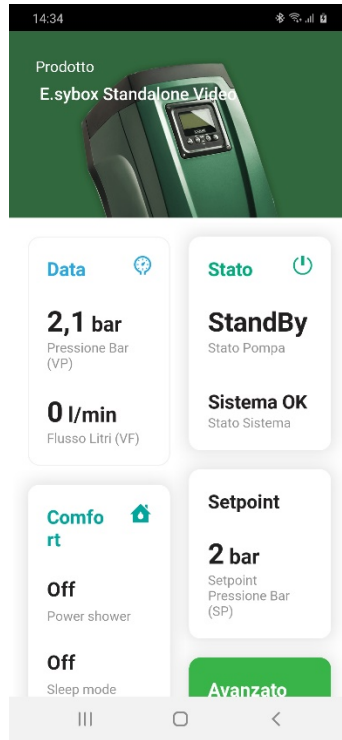 14:34
Prodotto
E.sybox Standalone Video
Data
2,1 bar
Pressione Bar
(VP)
0 l/min
Flusso Litri (VF)
Stato
StandBy
Stato Pompa
Sistema OK
Stato Sistema
Comfo
rt
Off
Power shower
Off
Sleep mode
Setpoint
2 bar
Setpoint
Pressione Bar
(SP)
Avanzato